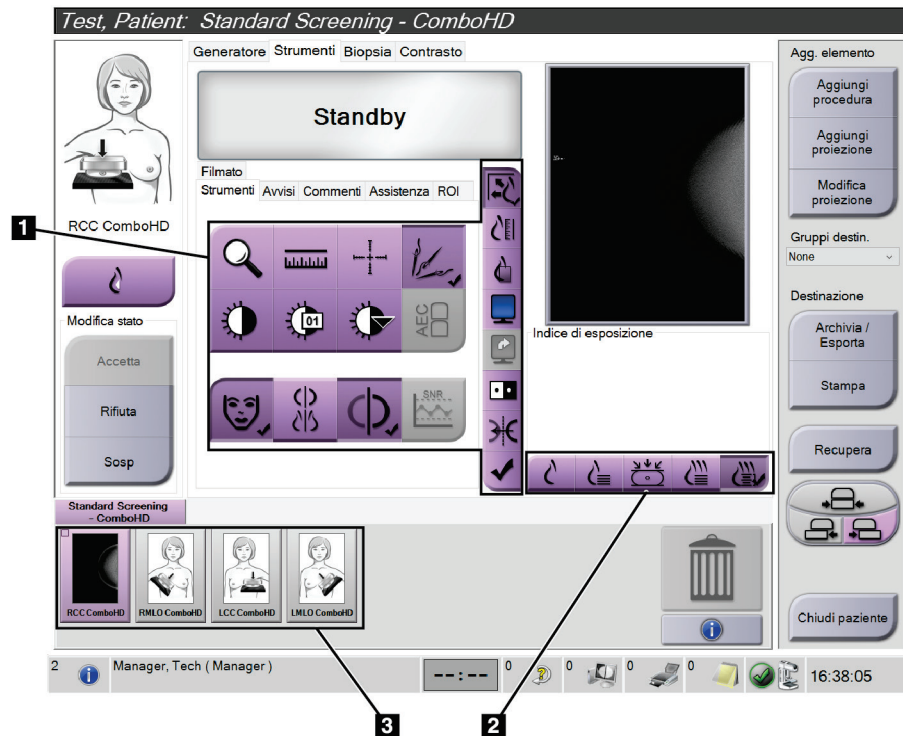 Test, Patient: Standard Screening - ComboHD
Generatore Strumenti Biopsia Contrasto
Standby
Filmato
Strumenti Avvisi Commenti Assistenza ROI
RCC ComboHD
Modifica stato
Accetta
Rifiuta
Sosp
01
AEC
SNR
Indice di esposizione
Agg. elemento
Aggiungi
procedura
Aggiungi
proiezione
Modifica
proiezione
Gruppi destin.
None
Destinazione
Archivia /
Esporta
Stampa
Recupera
Chiudi paziente
Standard Screening
- ComboHD
RCC ComboHD
RMLO ComboHD
LCC ComboHD
LMLO ComboHD
2
Manager, Tech ( Manager )
--:--
0
0
0
0
16:38:05
1
3
2